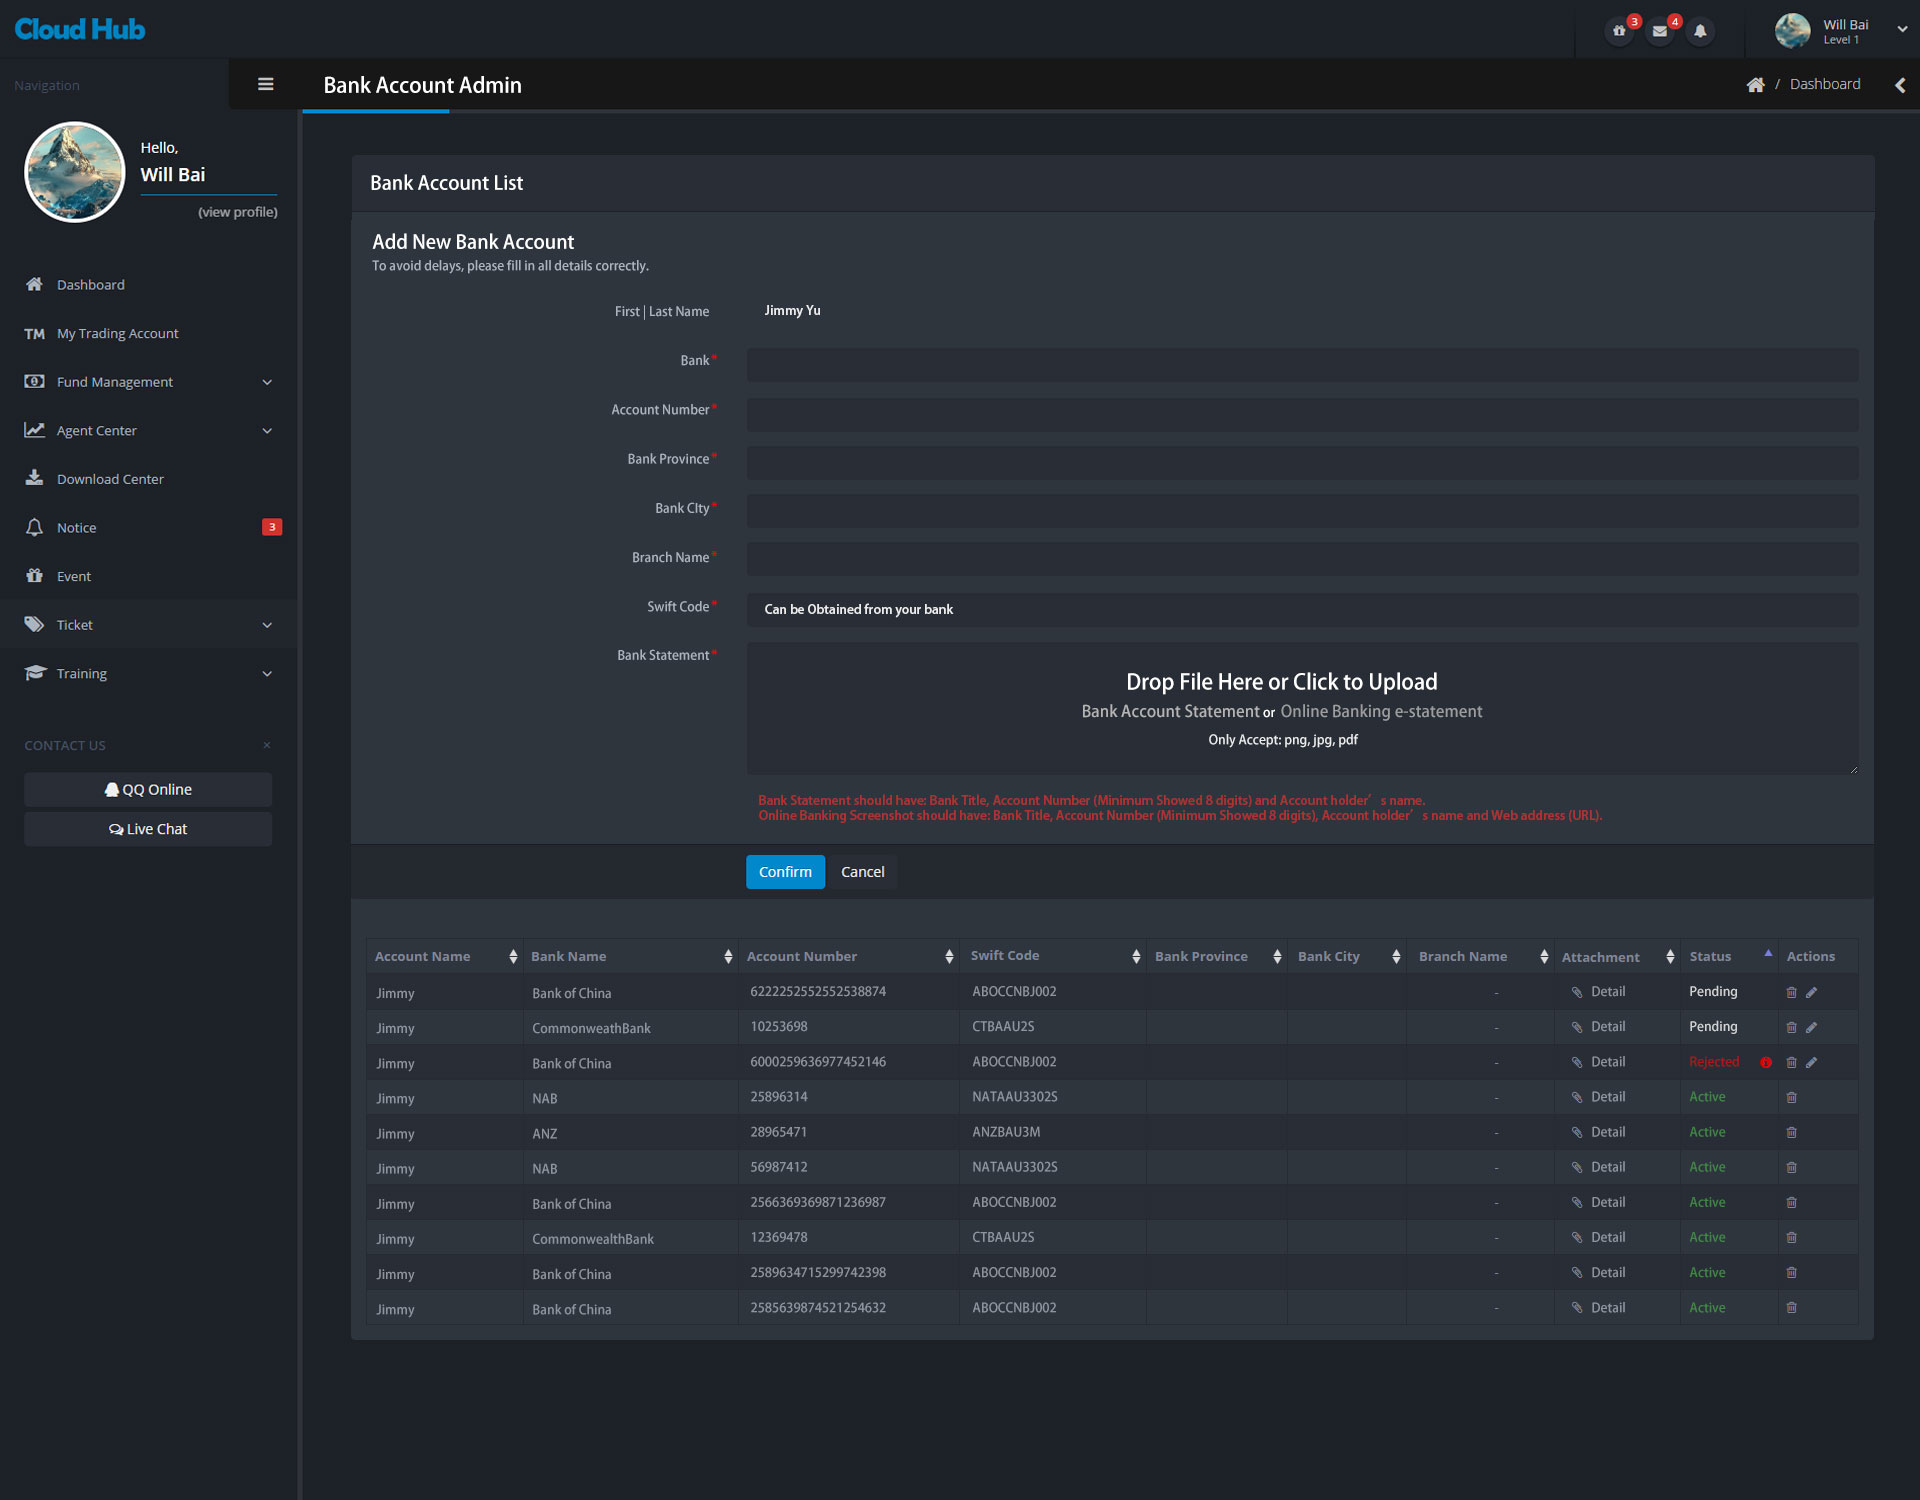 Cloud Hub
3
4
Will Bai
Level 1
Navigation
Bank Account Admin
/ Dashboard
Hello,
Will Bai
(view profile)
Dashboard
TM My Trading Account
Fund Management
Agent Center
Download Center
Notice 3
Event
Ticket
Training
CONTACT US ×
QQ Online
Live Chat
Bank Account List
Add New Bank Account
To avoid delays, please fill in all details correctly.
First | Last Name Jimmy Yu
Bank*
Account Number*
Bank Province*
Bank CIty*
Branch Name*
Swift Code* Can be Obtained from your bank
Bank Statement*
Drop File Here or Click to Upload
Bank Account Statement or Online Banking e-statement
Only Accept: png, jpg, pdf
Bank Statement should have: Bank Title, Account Number (Minimum Showed 8 digits) and Account holder’ s name.
Online Banking Screenshot should have: Bank Title, Account Number (Minimum Showed 8 digits), Account holder’ s name and Web address (URL).
Confirm Cancel
Account Name Bank Name Account Number Swift Code Bank Province Bank City Branch Name Attachment Status Actions
Jimmy Bank of China 6222252552552538874 ABOCCNBJ002 - Detail Pending
Jimmy CommonweathBank 10253698 CTBAAU2S - Detail Pending
Jimmy Bank of China 6000259636977452146 ABOCCNBJ002 - Detail Rejected
Jimmy NAB 25896314 NATAAU3302S - Detail Active
Jimmy ANZ 28965471 ANZBAU3M - Detail Active
Jimmy NAB 56987412 NATAAU3302S - Detail Active
Jimmy Bank of China 2566369369871236987 ABOCCNBJ002 - Detail Active
Jimmy CommonwealthBank 12369478 CTBAAU2S - Detail Active
Jimmy Bank of China 2589634715299742398 ABOCCNBJ002 - Detail Active
Jimmy Bank of China 2585639874521254632 ABOCCNBJ002 - Detail Active